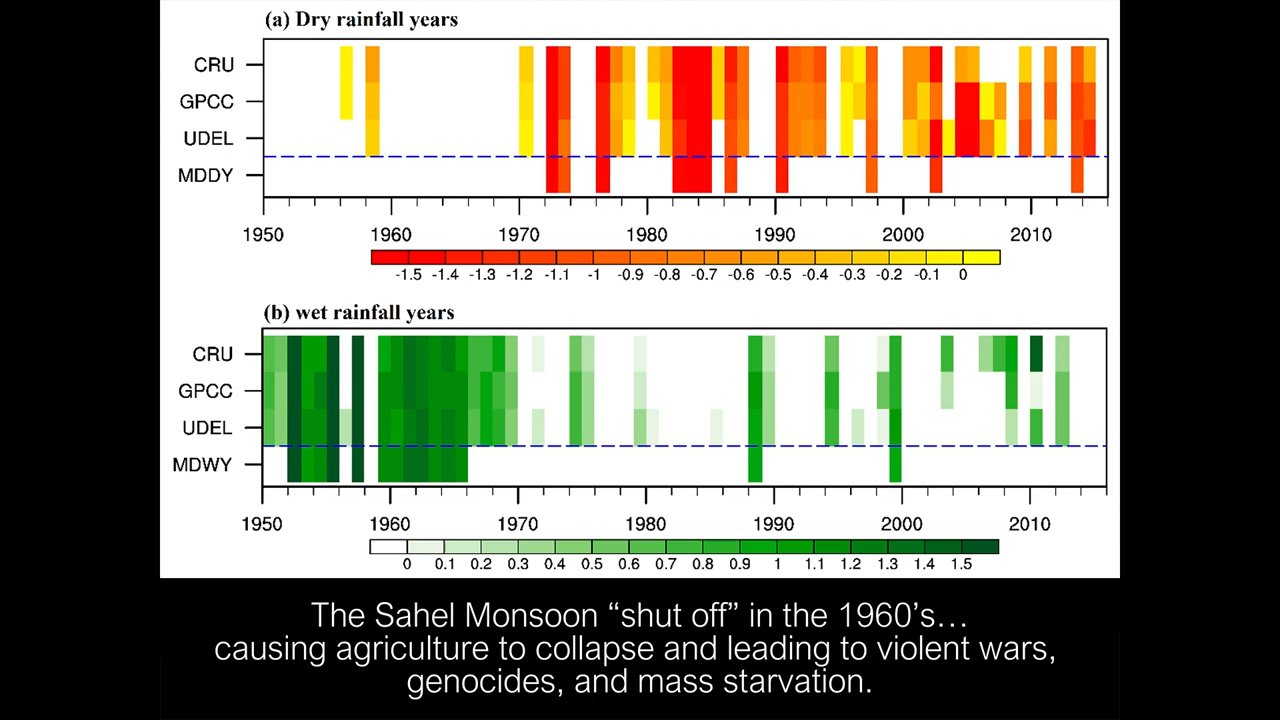 (a) Dry rainfall years
CRU
GPCC
UDEL
MDDY
1950 1960 1970 1980 1990 2000 2010
-1.5 -1.4 -1.3 -1.2 -1.1 -1 -0.9 -0.8 -0.7 -0.6 -0.5 -0.4 -0.3 -0.2 -0.1 0
(b) wet rainfall years
CRU
GPCC
UDEL
MDWY
1950 1960 1970 1980 1990 2000 2010
0 0.1 0.2 0.3 0.4 0.5 0.6 0.7 0.8 0.9 1 1.1 1.2 1.3 1.4 1.5
The Sahel Monsoon “shut off” in the 1960’s…
causing agriculture to collapse and leading to violent wars,
genocides, and mass starvation.